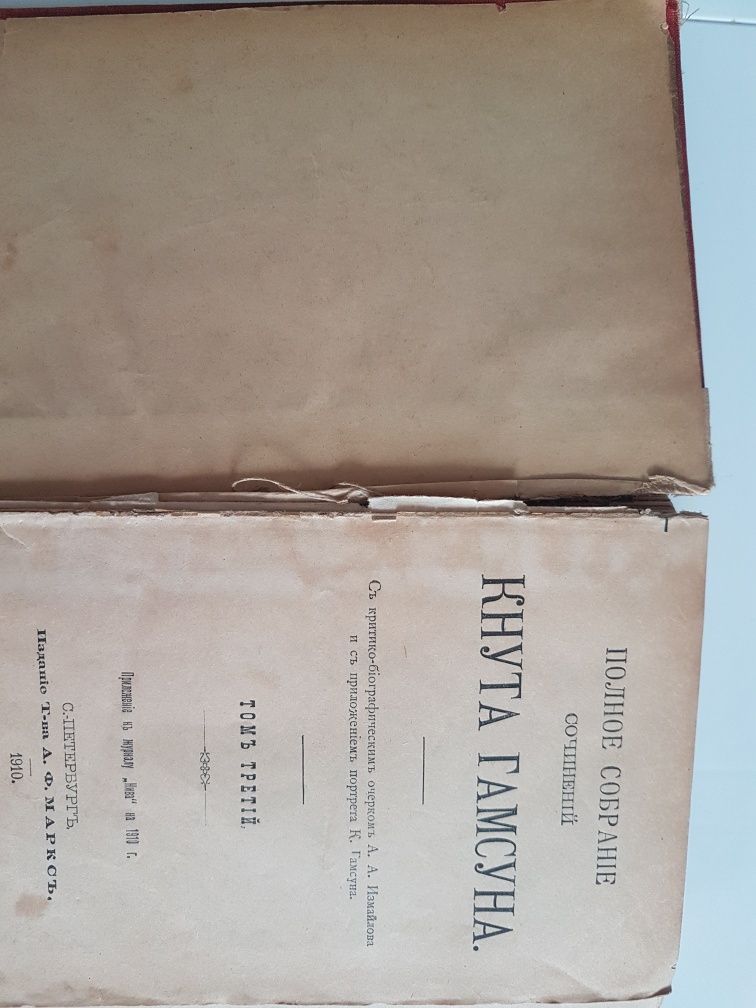 ПОЛНОЕ СОБРАНІЕ
СОЧИНЕНІЙ
КНУТА ГАМСУНА.
Съ критико-біографическимъ очеркомъ А. А. Измайлова
и съ приложеніемъ портрета К. Гамсуна.
ТОМЪ ТРЕТІЙ.
Приложеніе къ журналу „Нива“ на 1910 г.
С.-ПЕТЕРБУРГЪ.
Изданіе Т-ва А. Ф. МАРКСЪ.
1910.